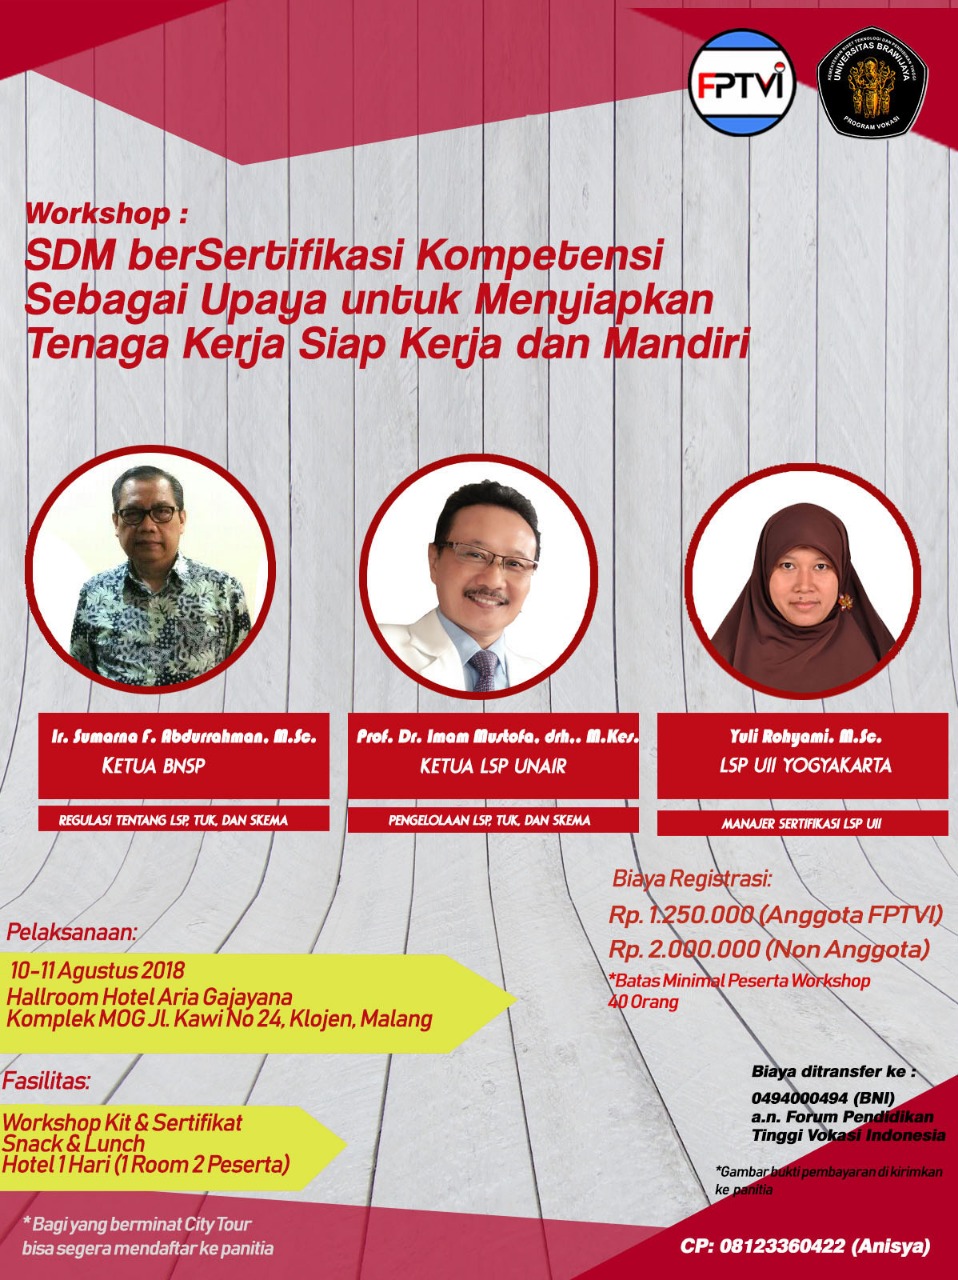 FPTVI
KEMENTERIAN RISET TEKNOLOGI DAN PENDIDIKAN TINGGI
UNIVERSITAS BRAWIJAYA
PROGRAM VOKASI
Workshop :
SDM berSertifikasi Kompetensi
Sebagai Upaya untuk Menyiapkan
Tenaga Kerja Siap Kerja dan Mandiri
Ir. Sumarna F. Abdurrahman, M.Sc.
KETUA BNSP
REGULASI TENTANG LSP, TUK, DAN SKEMA
Prof. Dr. Imam Mustofa, drh,. M.Kes.
KETUA LSP UNAIR
PENGELOLAAN LSP, TUK, DAN SKEMA
Yuli Rohyami. M.Sc.
LSP UII YOGYAKARTA
MANAJER SERTIFIKASI LSP UII
Biaya Registrasi:
Rp. 1.250.000 (Anggota FPTVI)
Rp. 2.000.000 (Non Anggota)
*Batas Minimal Peserta Workshop
40 Orang
Pelaksanaan:
10-11 Agustus 2018
Hallroom Hotel Aria Gajayana
Komplek MOG Jl. Kawi No 24, Klojen, Malang
Fasilitas:
Workshop Kit & Sertifikat
Snack & Lunch
Hotel 1 Hari (1 Room 2 Peserta)
Biaya ditransfer ke :
0494000494 (BNI)
a.n. Forum Pendidikan
Tinggi Vokasi Indonesia
*Gambar bukti pembayaran di kirimkan
ke panitia
* Bagi yang berminat City Tour
bisa segera mendaftar ke panitia
CP: 08123360422 (Anisya)